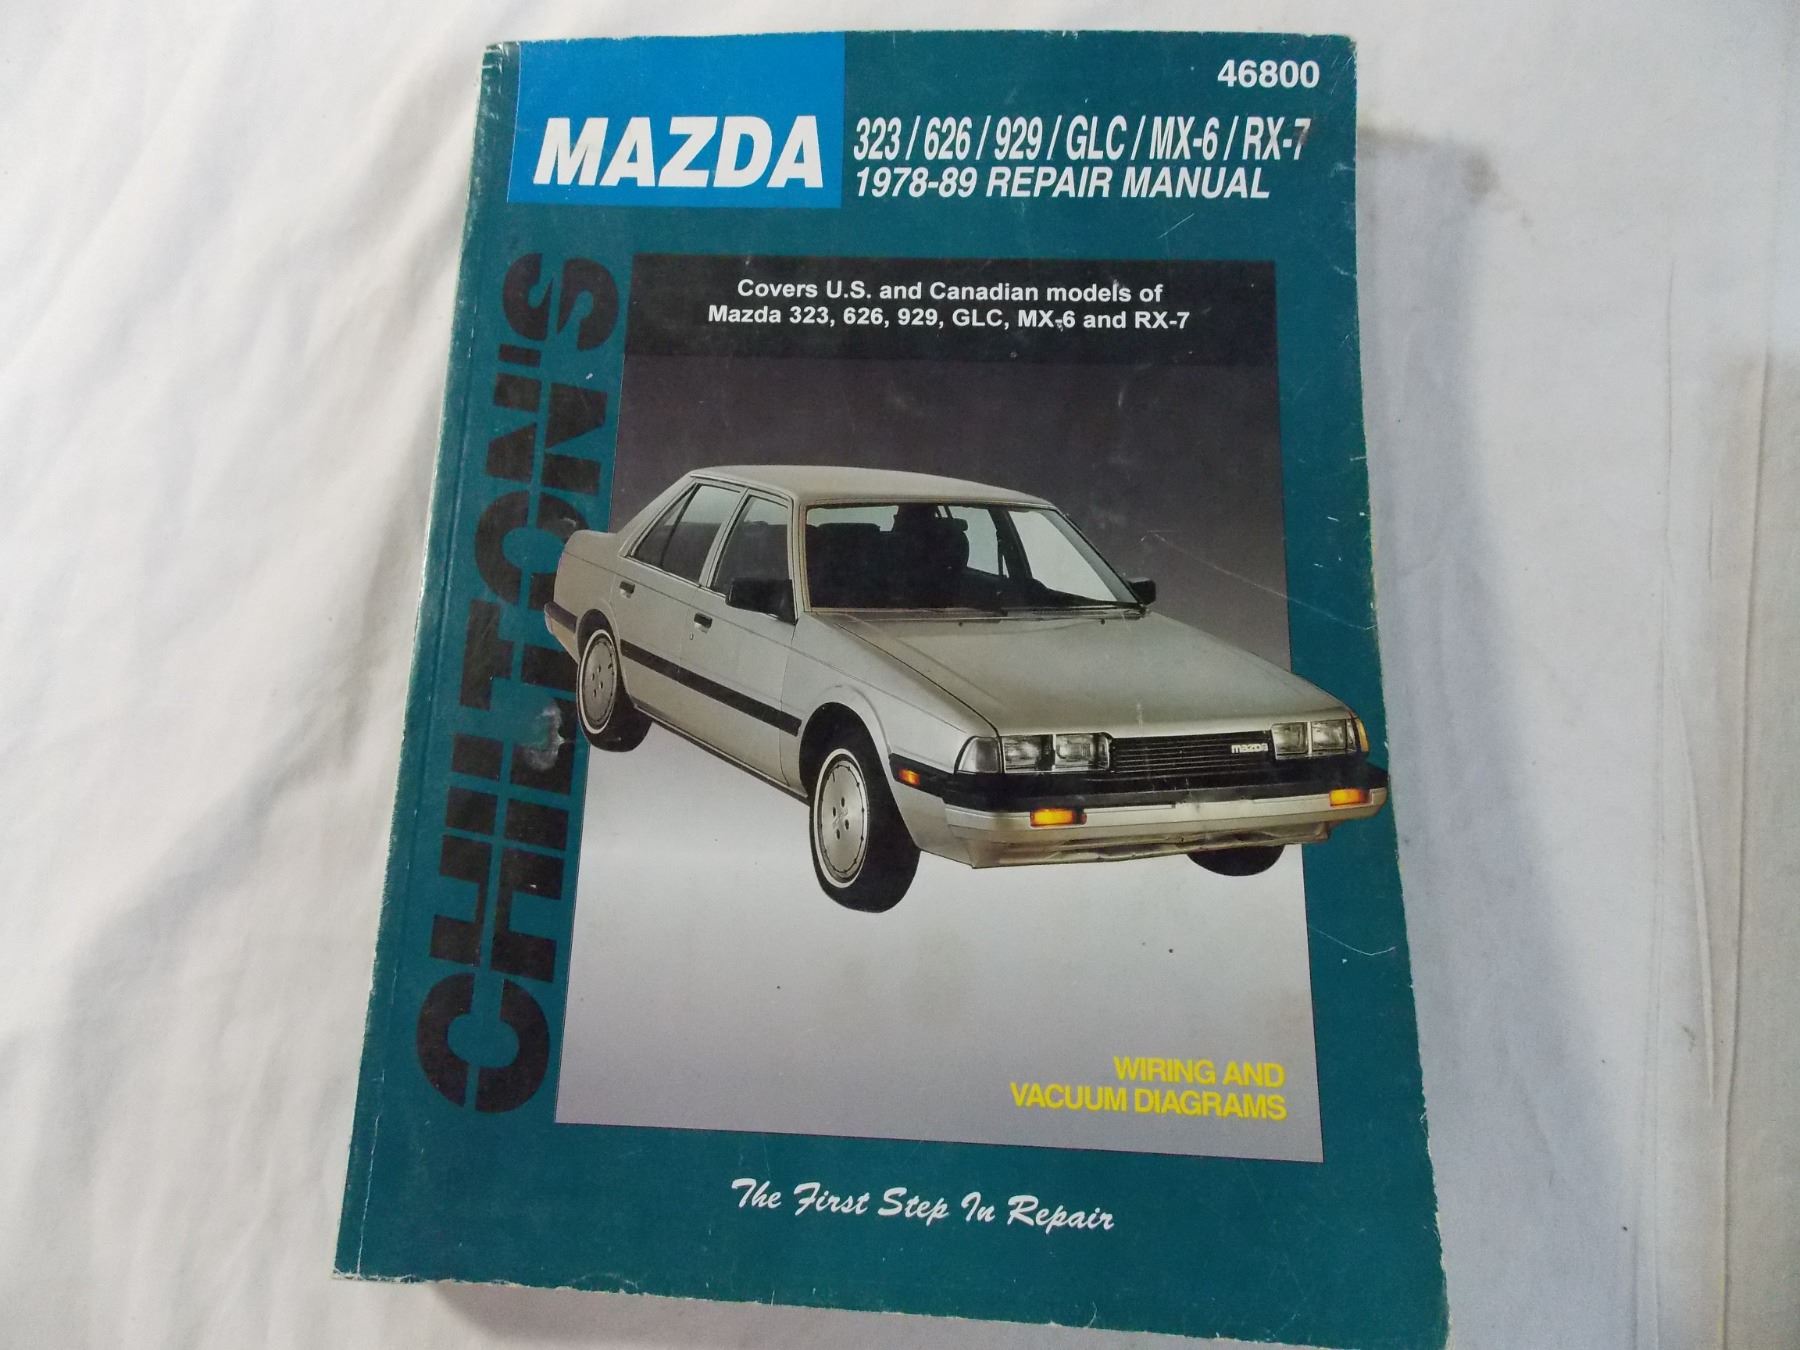 46800
MAZDA
323/626/929/GLC/MX-6/RX-7
1978-89 REPAIR MANUAL
CHILTON'S
Covers U.S. and Canadian models of
Mazda 323, 626, 929, GLC, MX-6 and RX-7
mazda
WIRING AND
VACUUM DIAGRAMS
The First Step In Repair